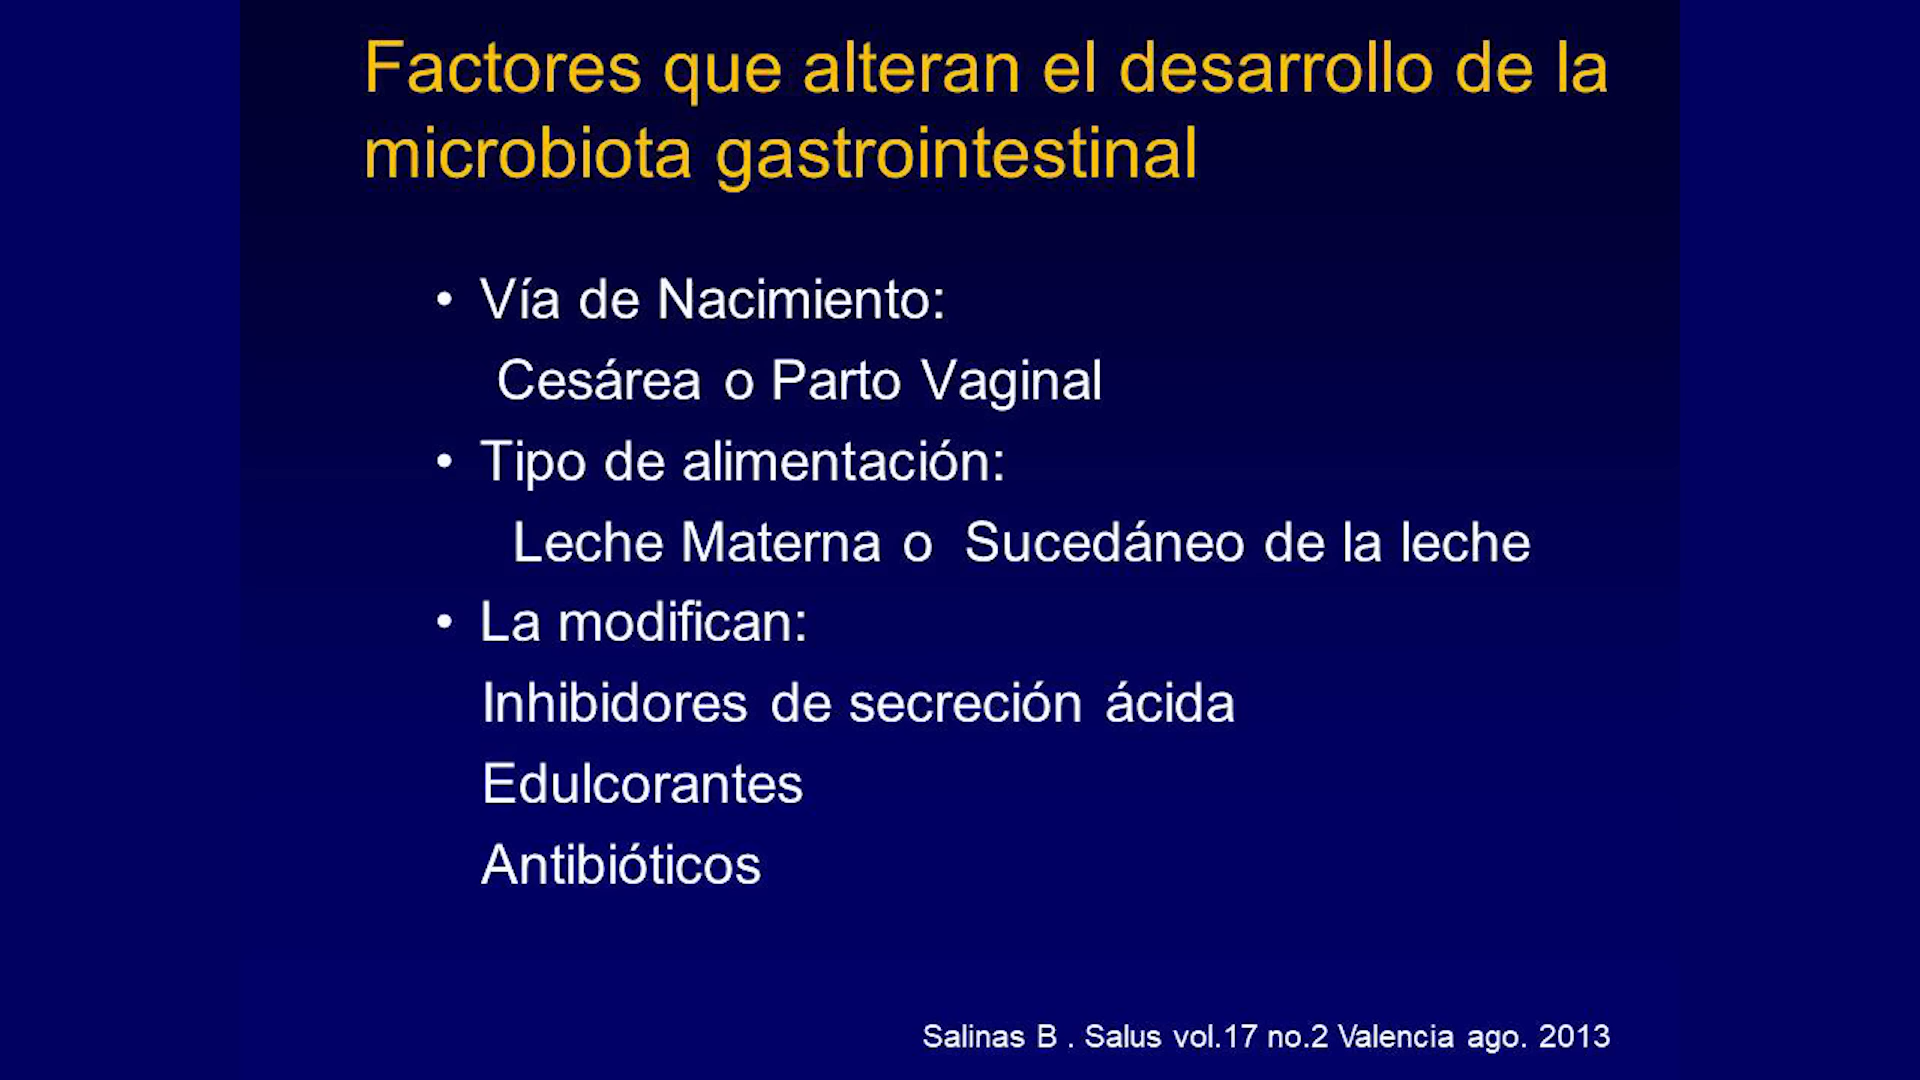 Factores que alteran el desarrollo de la
microbiota gastrointestinal
• Vía de Nacimiento:
Cesárea o Parto Vaginal
• Tipo de alimentación:
Leche Materna o Sucedáneo de la leche
• La modifican:
Inhibidores de secreción ácida
Edulcorantes
Antibióticos
Salinas B . Salus vol.17 no.2 Valencia ago. 2013